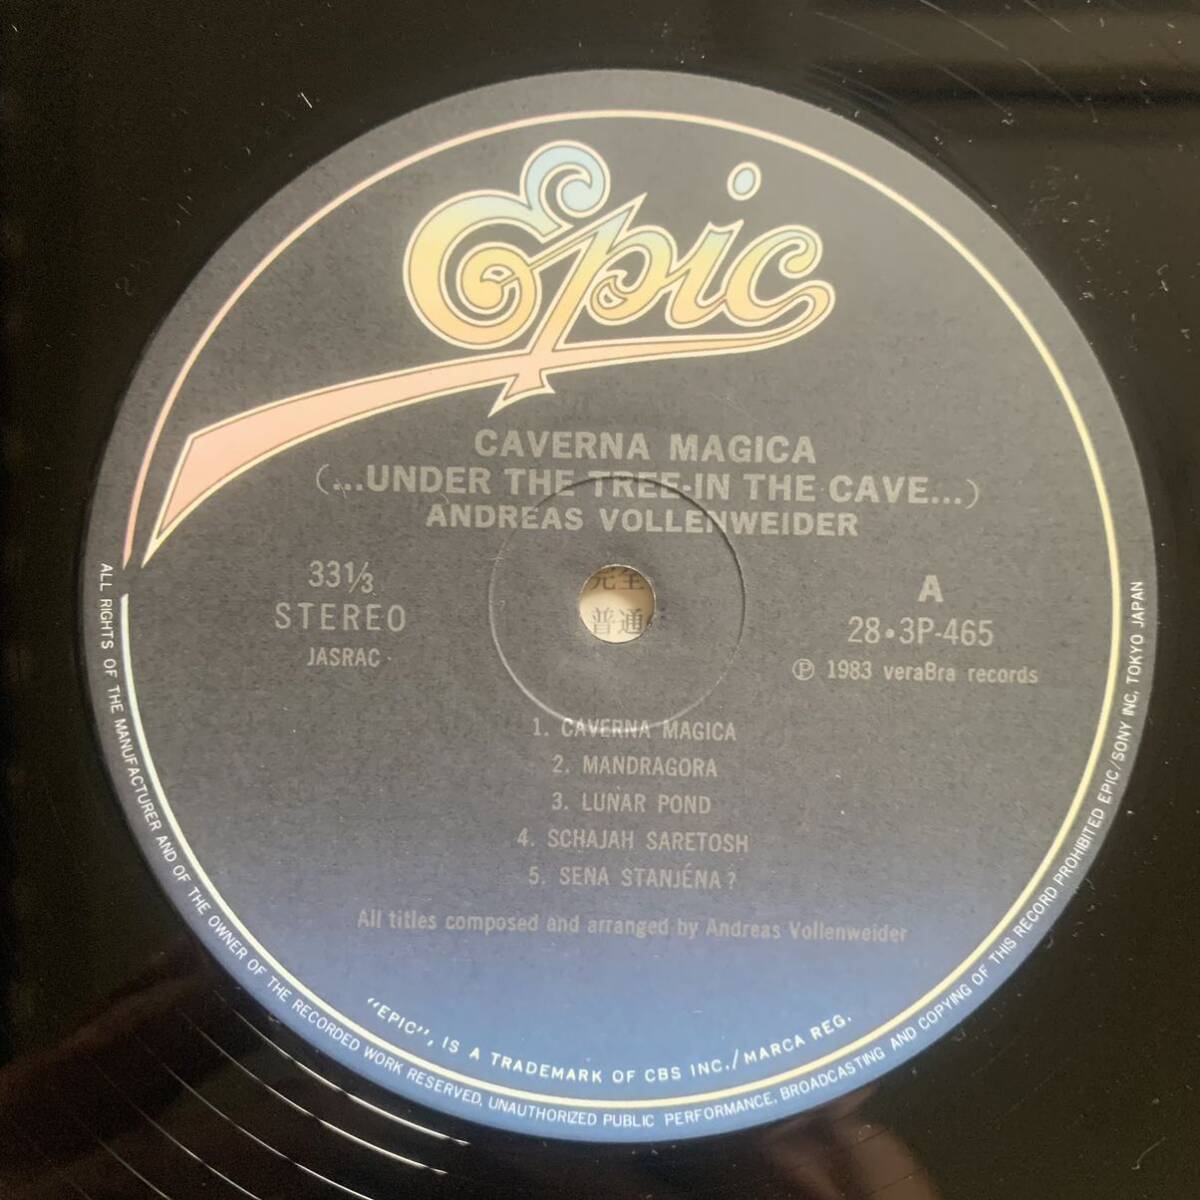 Epic
CAVERNA MAGICA
(...UNDER THE TREE-IN THE CAVE...)
ANDREAS VOLLENWEIDER
33⅓
STEREO
JASRAC
A
28・3P-465
Ⓟ 1983 veraBra records
完全
普通
1. CAVERNA MAGICA
2. MANDRAGORA
3. LUNAR POND
4. SCHAJAH SARETOSH
5. SENA STANJÉNA?
All titles composed and arranged by Andreas Vollenweider
"EPIC", IS A TRADEMARK OF CBS INC./MARCA REG.
ALL RIGHTS OF THE MANUFACTURER AND OF THE OWNER OF THE RECORDED WORK RESERVED, UNAUTHORIZED PUBLIC PERFORMANCE, BROADCASTING AND COPYING OF THIS RECORD PROHIBITED EPIC/SONY INC, TOKYO JAPAN